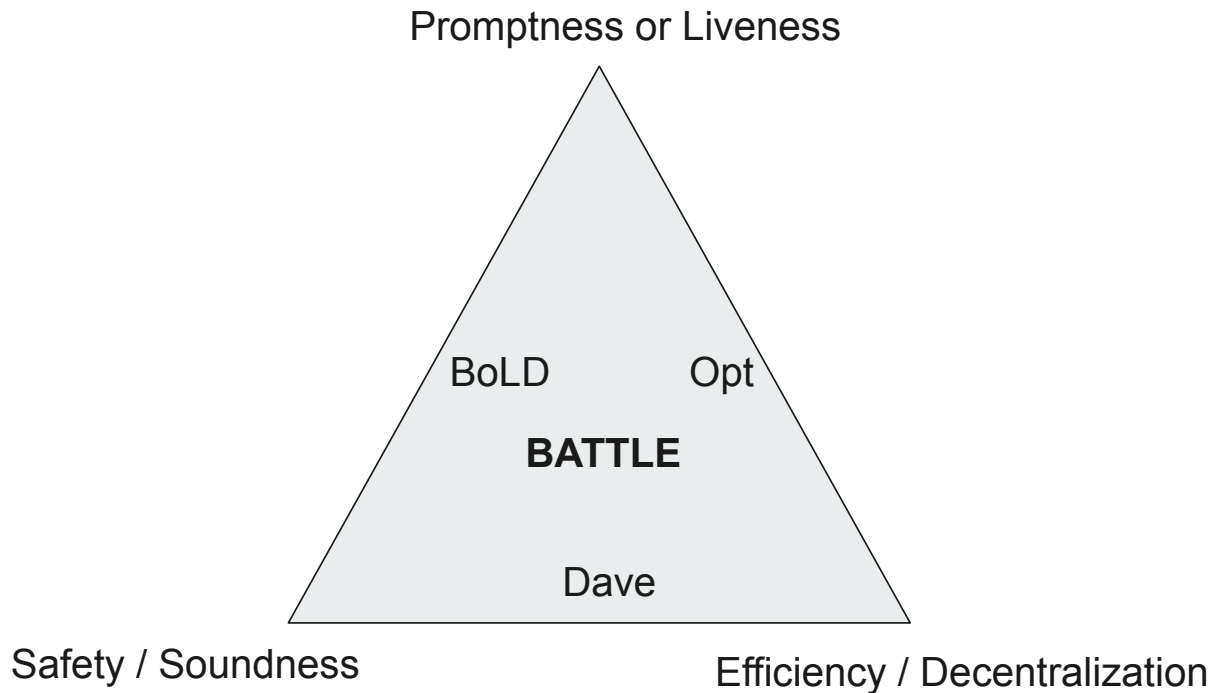 Promptness or Liveness
BoLD
Opt
BATTLE
Dave
Safety / Soundness
Efficiency / Decentralization